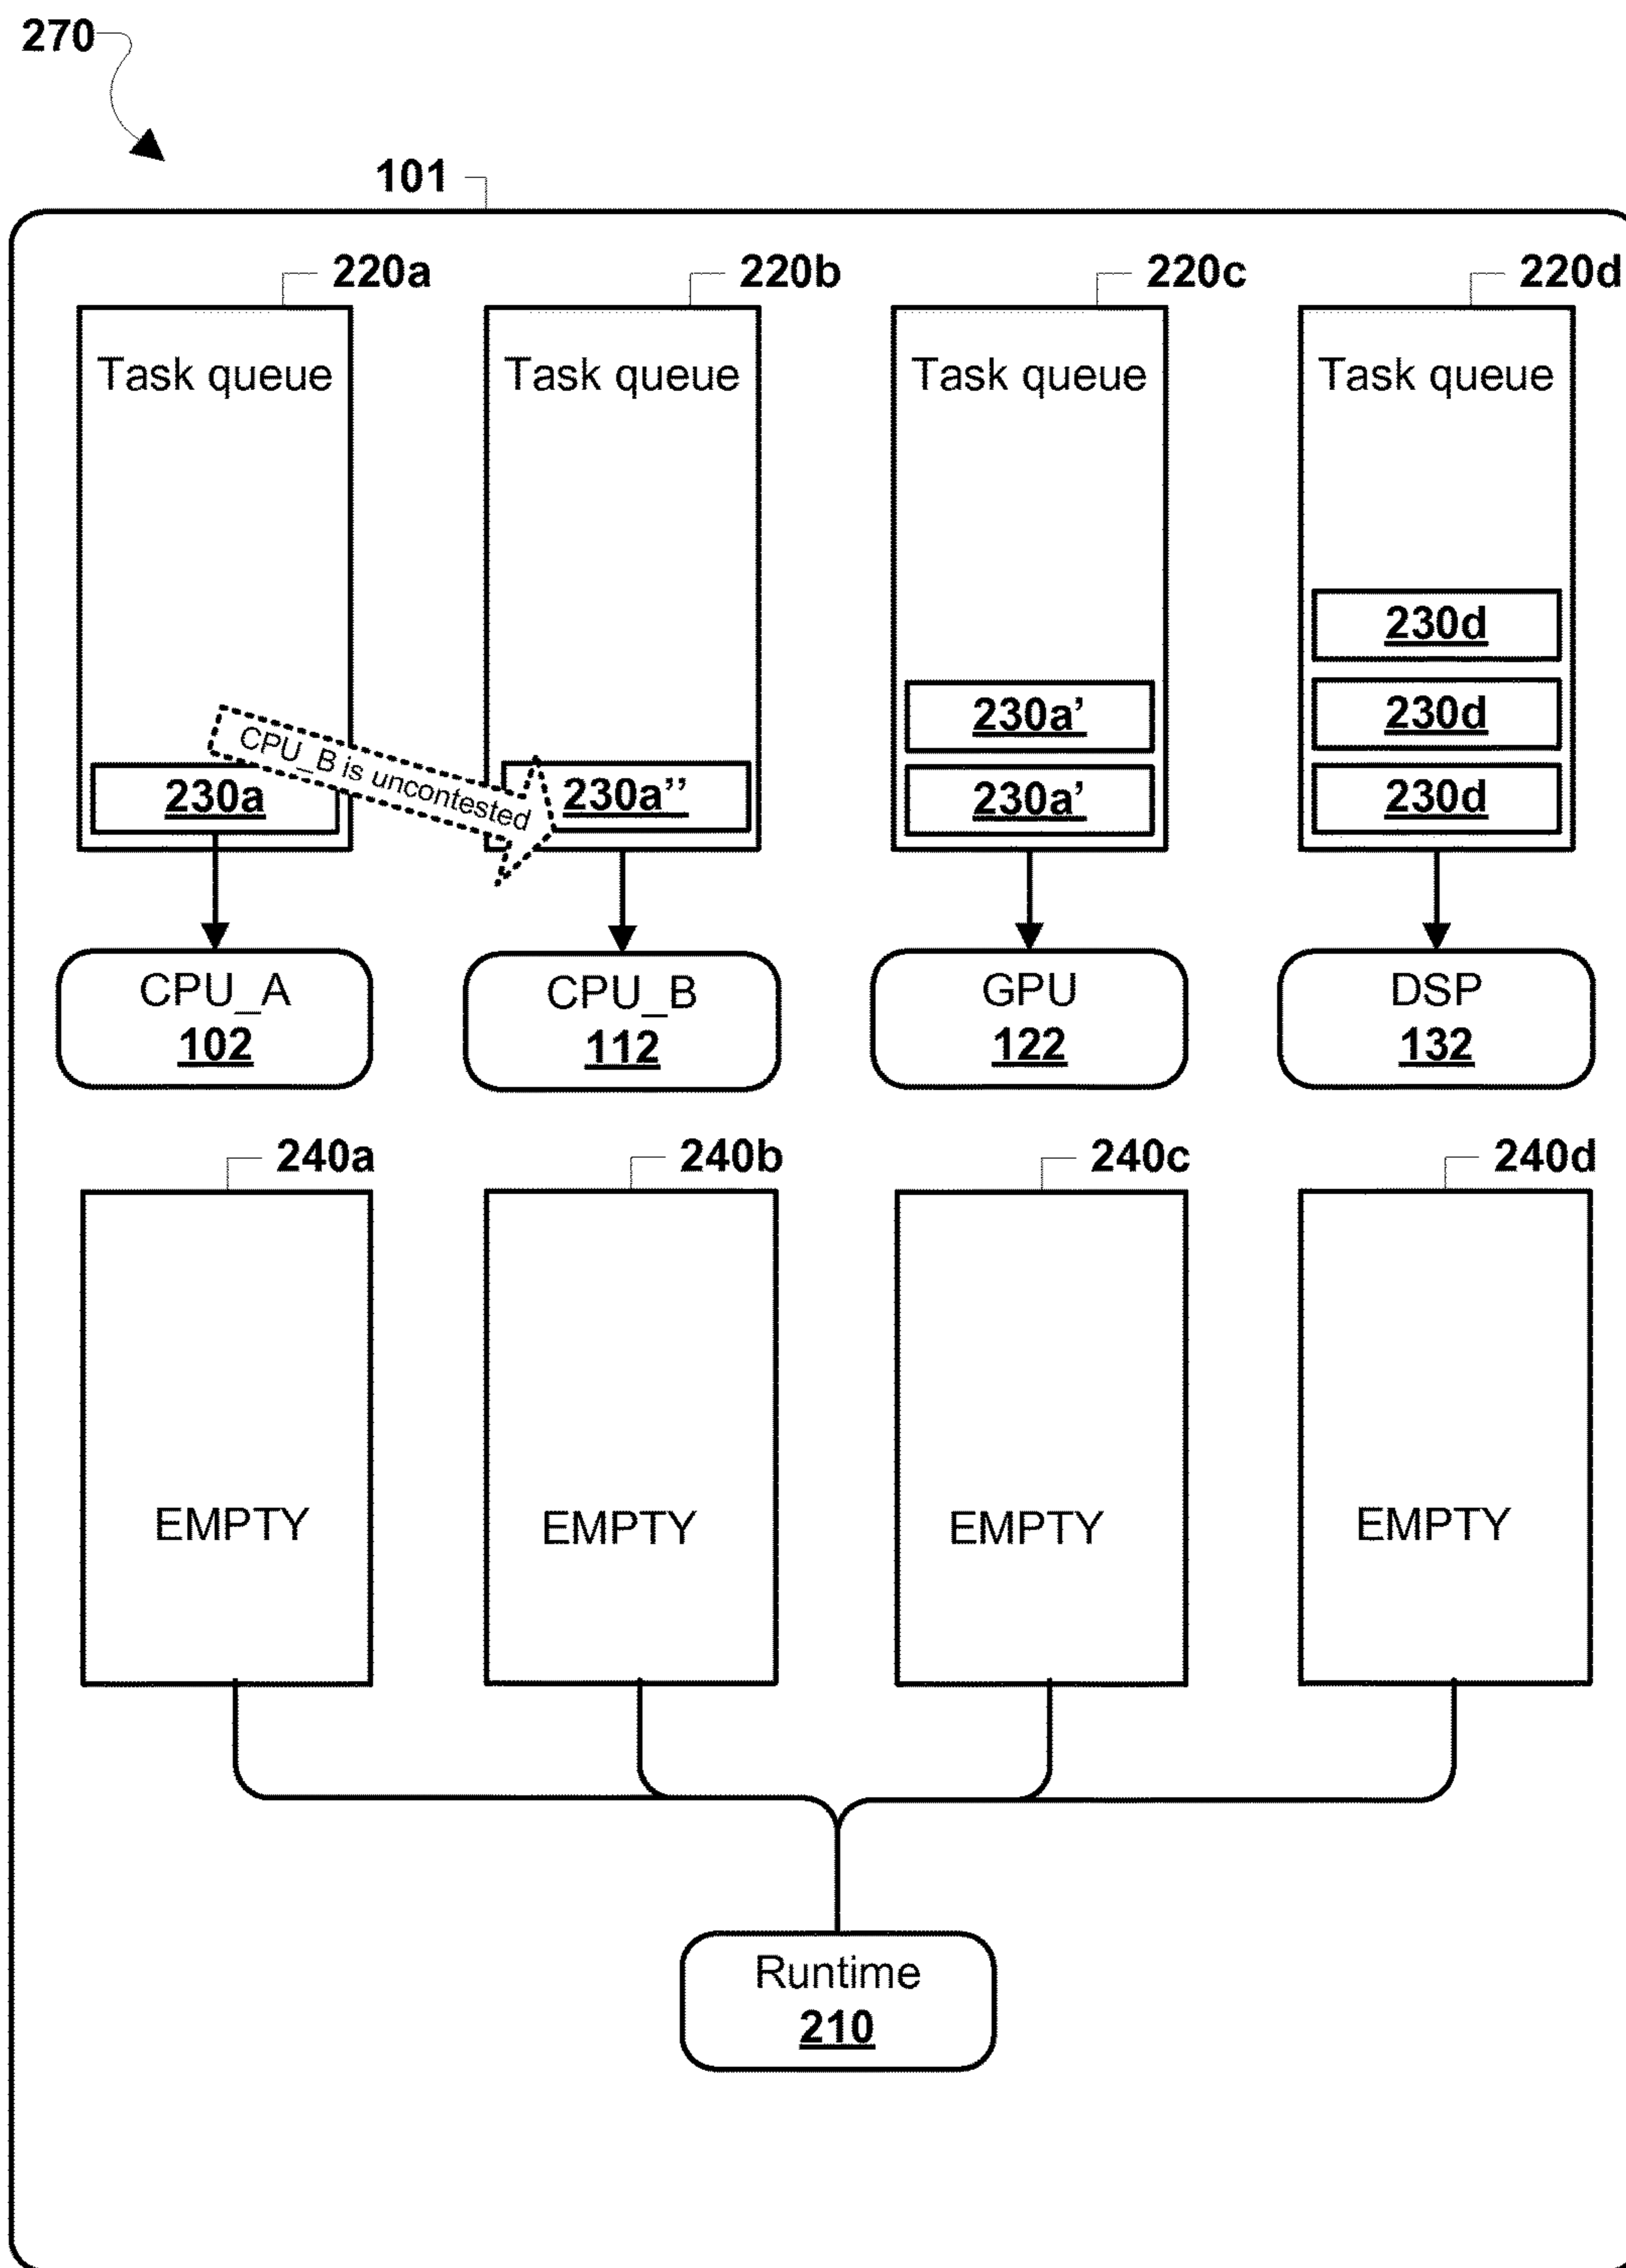 270
101
220a 220b 220c 220d
Task queue Task queue Task queue Task queue
230d
230a’ 230d
CPU_B is uncontested
230a 230a’’ 230a’ 230d
CPU_A CPU_B GPU DSP
102 112 122 132
240a 240b 240c 240d
EMPTY EMPTY EMPTY EMPTY
Runtime
210